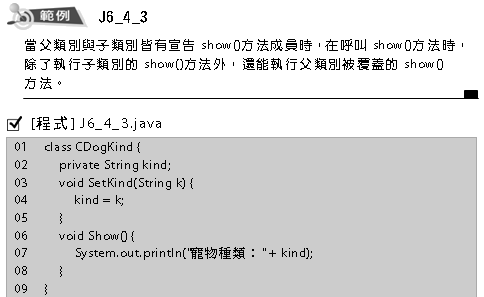 範例 J6_4_3
當父類別與子類別皆有宣告 show()方法成員時，在呼叫 show()方法時，
除了執行子類別的 show()方法外，還能執行父類別被覆蓋的 show()
方法。
[程式] J6_4_3.java
01 class CDogKind {
02 private String kind;
03 void SetKind(String k) {
04 kind = k;
05 }
06 void Show() {
07 System.out.println("寵物種類： "+ kind);
08 }
09 }